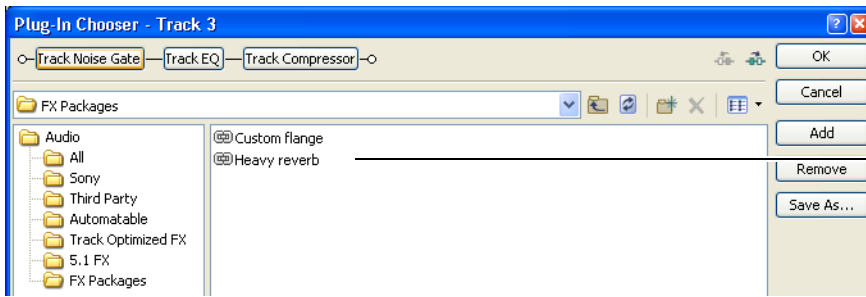 Plug-In Chooser - Track 3
Track Noise Gate Track EQ Track Compressor
OK
FX Packages
Cancel
Audio
All
Sony
Third Party
Automatable
Track Optimized FX
5.1 FX
FX Packages
Custom flange
Heavy reverb
Add
Remove
Save As...